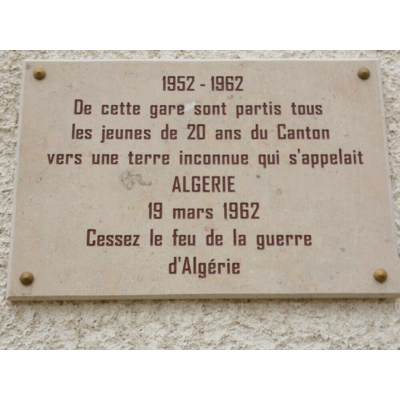 1952 - 1962
De cette gare sont partis tous
les jeunes de 20 ans du Canton
vers une terre inconnue qui s'appelait
ALGERIE
19 mars 1962
Cessez le feu de la guerre
d'Algérie